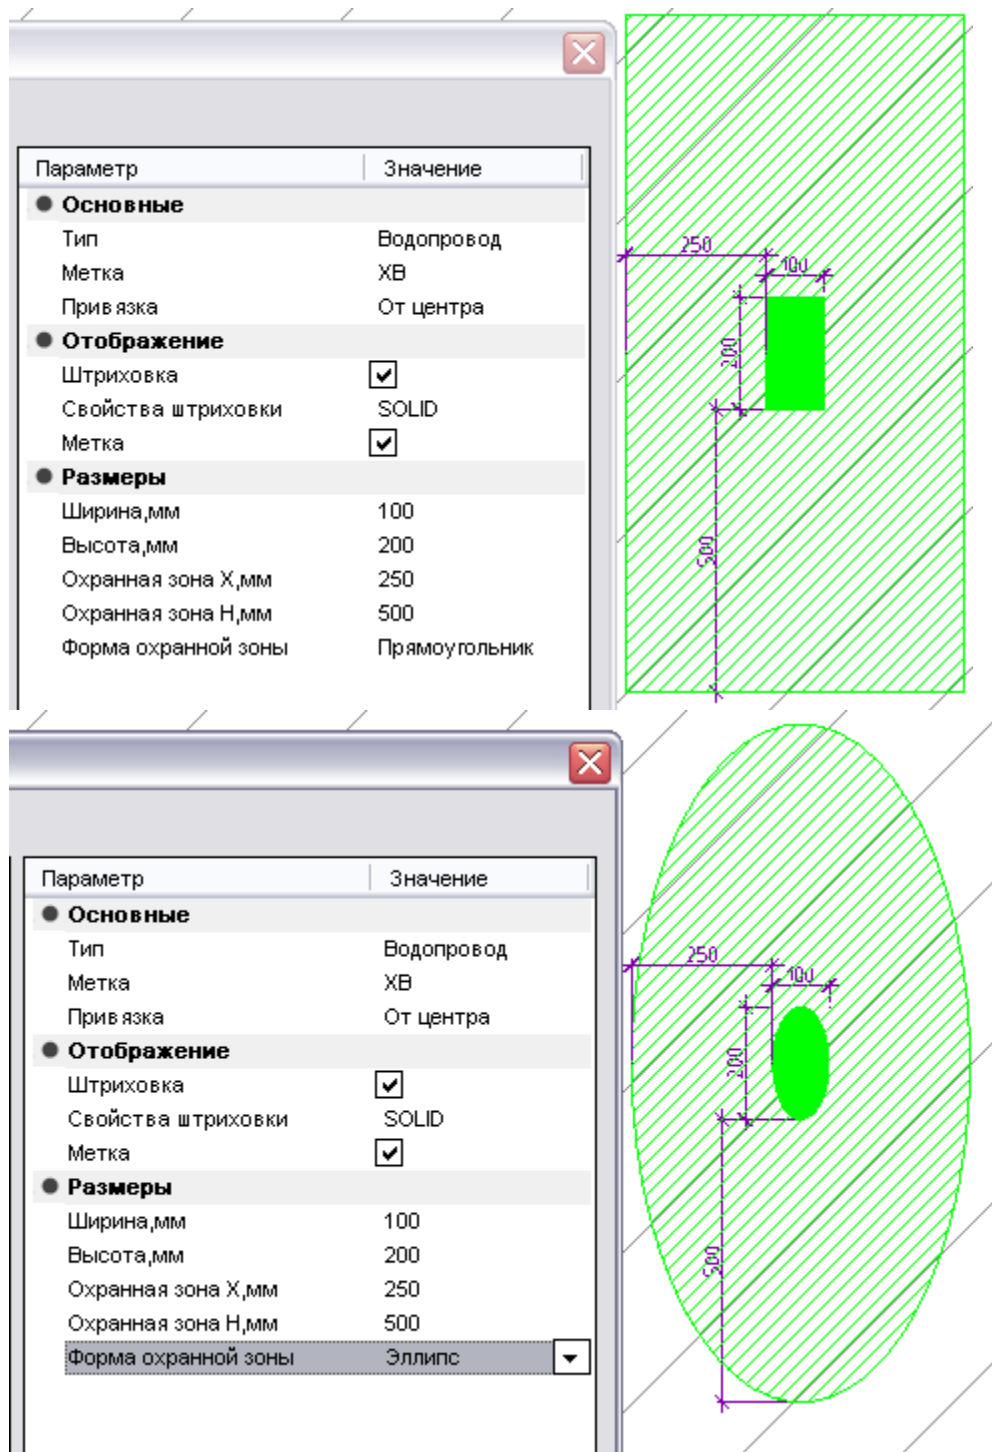 Параметр Значение
Основные
Тип Водопровод
Метка ХВ
Привязка От центра
Отображение
Штриховка
Свойства штриховки SOLID
Метка
Размеры
Ширина,мм 100
Высота,мм 200
Охранная зона Х,мм 250
Охранная зона Н,мм 500
Форма охранной зоны Прямоугольник
250
100
200
500
Параметр Значение
Основные
Тип Водопровод
Метка ХВ
Привязка От центра
Отображение
Штриховка
Свойства штриховки SOLID
Метка
Размеры
Ширина,мм 100
Высота,мм 200
Охранная зона Х,мм 250
Охранная зона Н,мм 500
Форма охранной зоны Эллипс
250
100
200
500